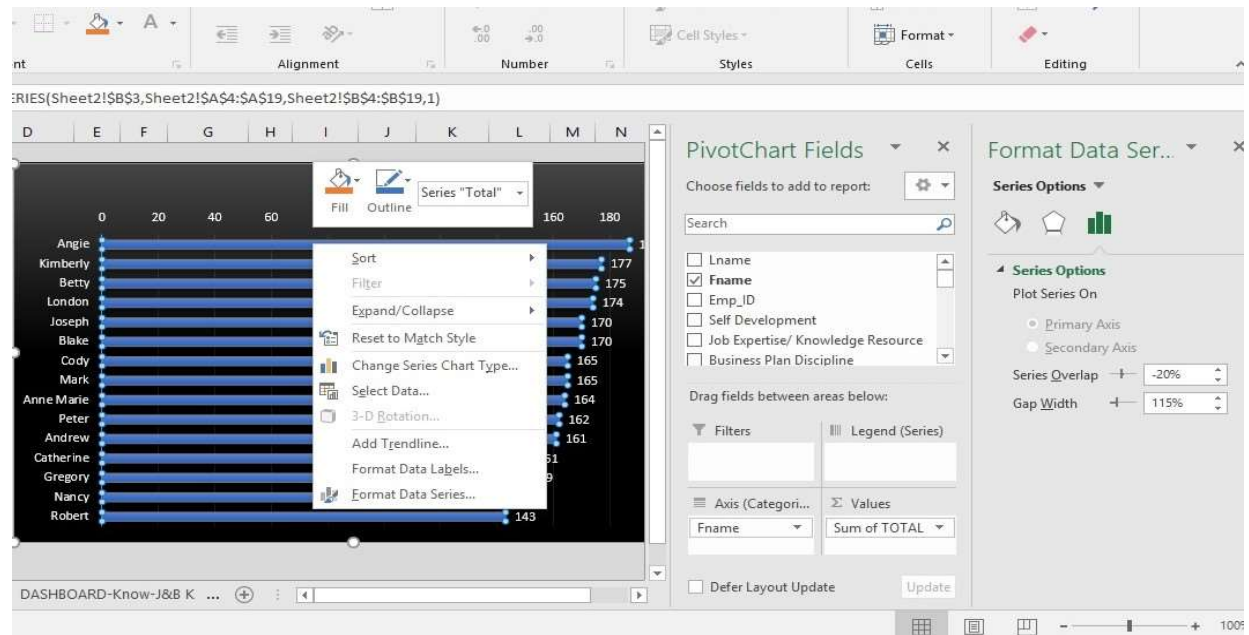 A
.00
.00
Cell Styles
Format
nt
Alignment
Number
Styles
Cells
Editing
ERIES(Sheet2!$B$3,Sheet2!$A$4:$A$19,Sheet2!$B$4:$B$19,1)
D E F G H I J K L M N
PivotChart Fields
Choose fields to add to report:
Search
Lname
Fname
Emp_ID
Self Development
Job Expertise/ Knowledge Resource
Business Plan Discipline
Drag fields between areas below:
Filters
Legend (Series)
Axis (Categori...
Σ Values
Fname
Sum of TOTAL
Defer Layout Update
Update
Format Data Ser...
Series Options
Series Options
Plot Series On
Primary Axis
Secondary Axis
Series Overlap -20%
Gap Width 115%
Fill
Outline
Series "Total"
0 20 40 60 160 180
Angie
Kimberly 177
Betty 175
London 174
Joseph 170
Blake 170
Cody 165
Mark 165
Anne Marie 164
Peter 162
Andrew 161
Catherine
Gregory
Nancy
Robert 143
Sort
Filter
Expand/Collapse
Reset to Match Style
Change Series Chart Type...
Select Data...
3-D Rotation...
Add Trendline...
Format Data Labels...
Format Data Series...
DASHBOARD-Know-J&B K ...